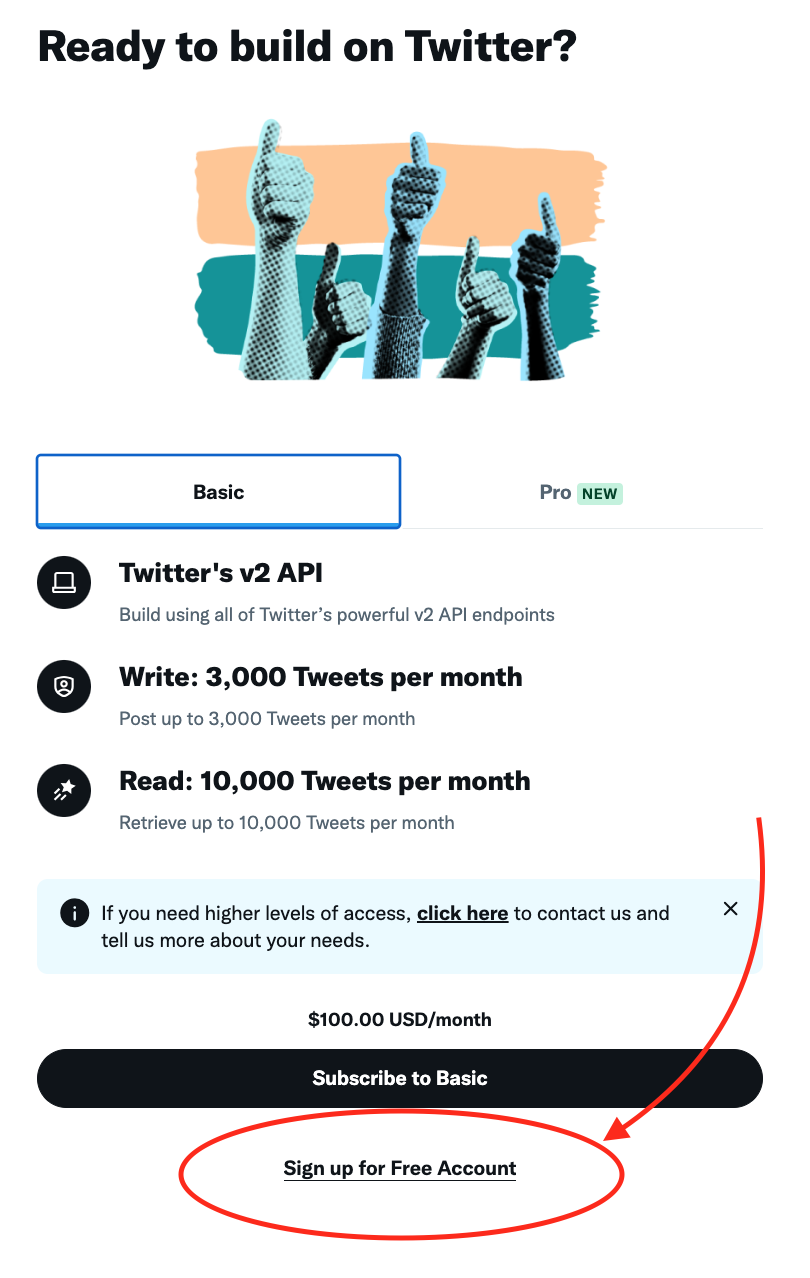 Ready to build on Twitter?
Basic
Pro NEW
Twitter's v2 API
Build using all of Twitter’s powerful v2 API endpoints
Write: 3,000 Tweets per month
Post up to 3,000 Tweets per month
Read: 10,000 Tweets per month
Retrieve up to 10,000 Tweets per month
If you need higher levels of access, click here to contact us and
tell us more about your needs.
$100.00 USD/month
Subscribe to Basic
Sign up for Free Account